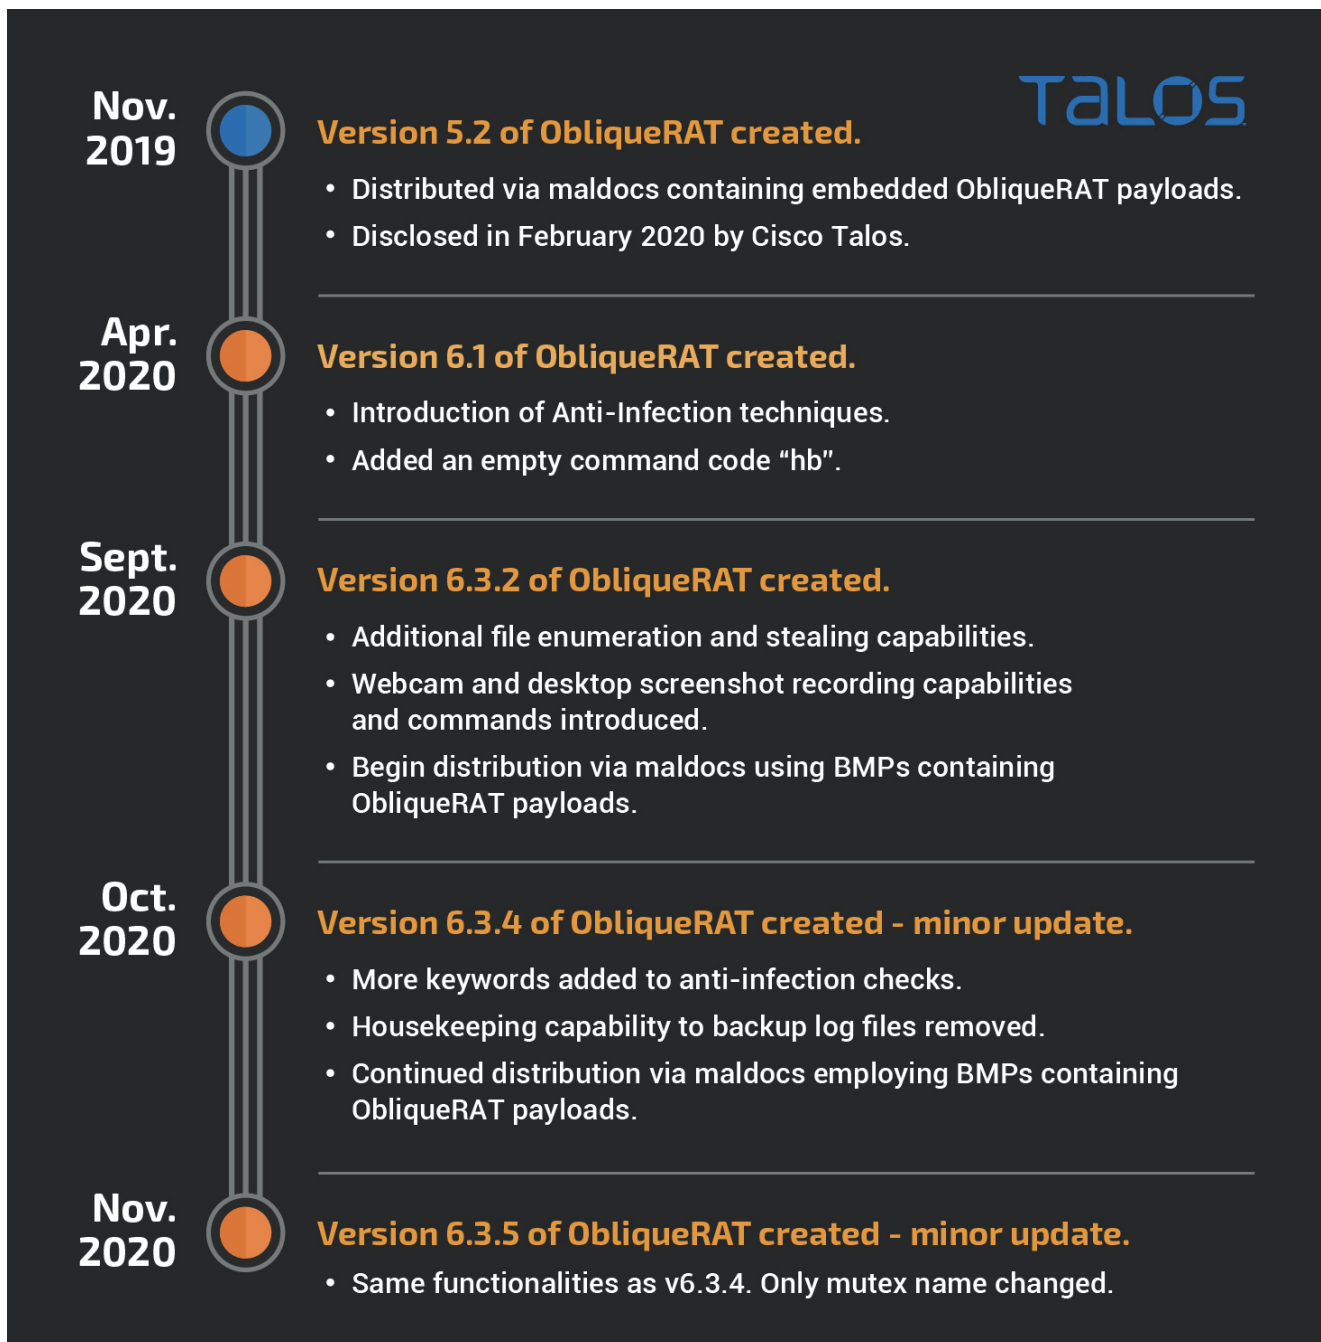 TALOS
Nov.
2019
Version 5.2 of ObliqueRAT created.
• Distributed via maldocs containing embedded ObliqueRAT payloads.
• Disclosed in February 2020 by Cisco Talos.
Apr.
2020
Version 6.1 of ObliqueRAT created.
• Introduction of Anti-Infection techniques.
• Added an empty command code “hb”.
Sept.
2020
Version 6.3.2 of ObliqueRAT created.
• Additional file enumeration and stealing capabilities.
• Webcam and desktop screenshot recording capabilities
and commands introduced.
• Begin distribution via maldocs using BMPs containing
ObliqueRAT payloads.
Oct.
2020
Version 6.3.4 of ObliqueRAT created - minor update.
• More keywords added to anti-infection checks.
• Housekeeping capability to backup log files removed.
• Continued distribution via maldocs employing BMPs containing
ObliqueRAT payloads.
Nov.
2020
Version 6.3.5 of ObliqueRAT created - minor update.
• Same functionalities as v6.3.4. Only mutex name changed.